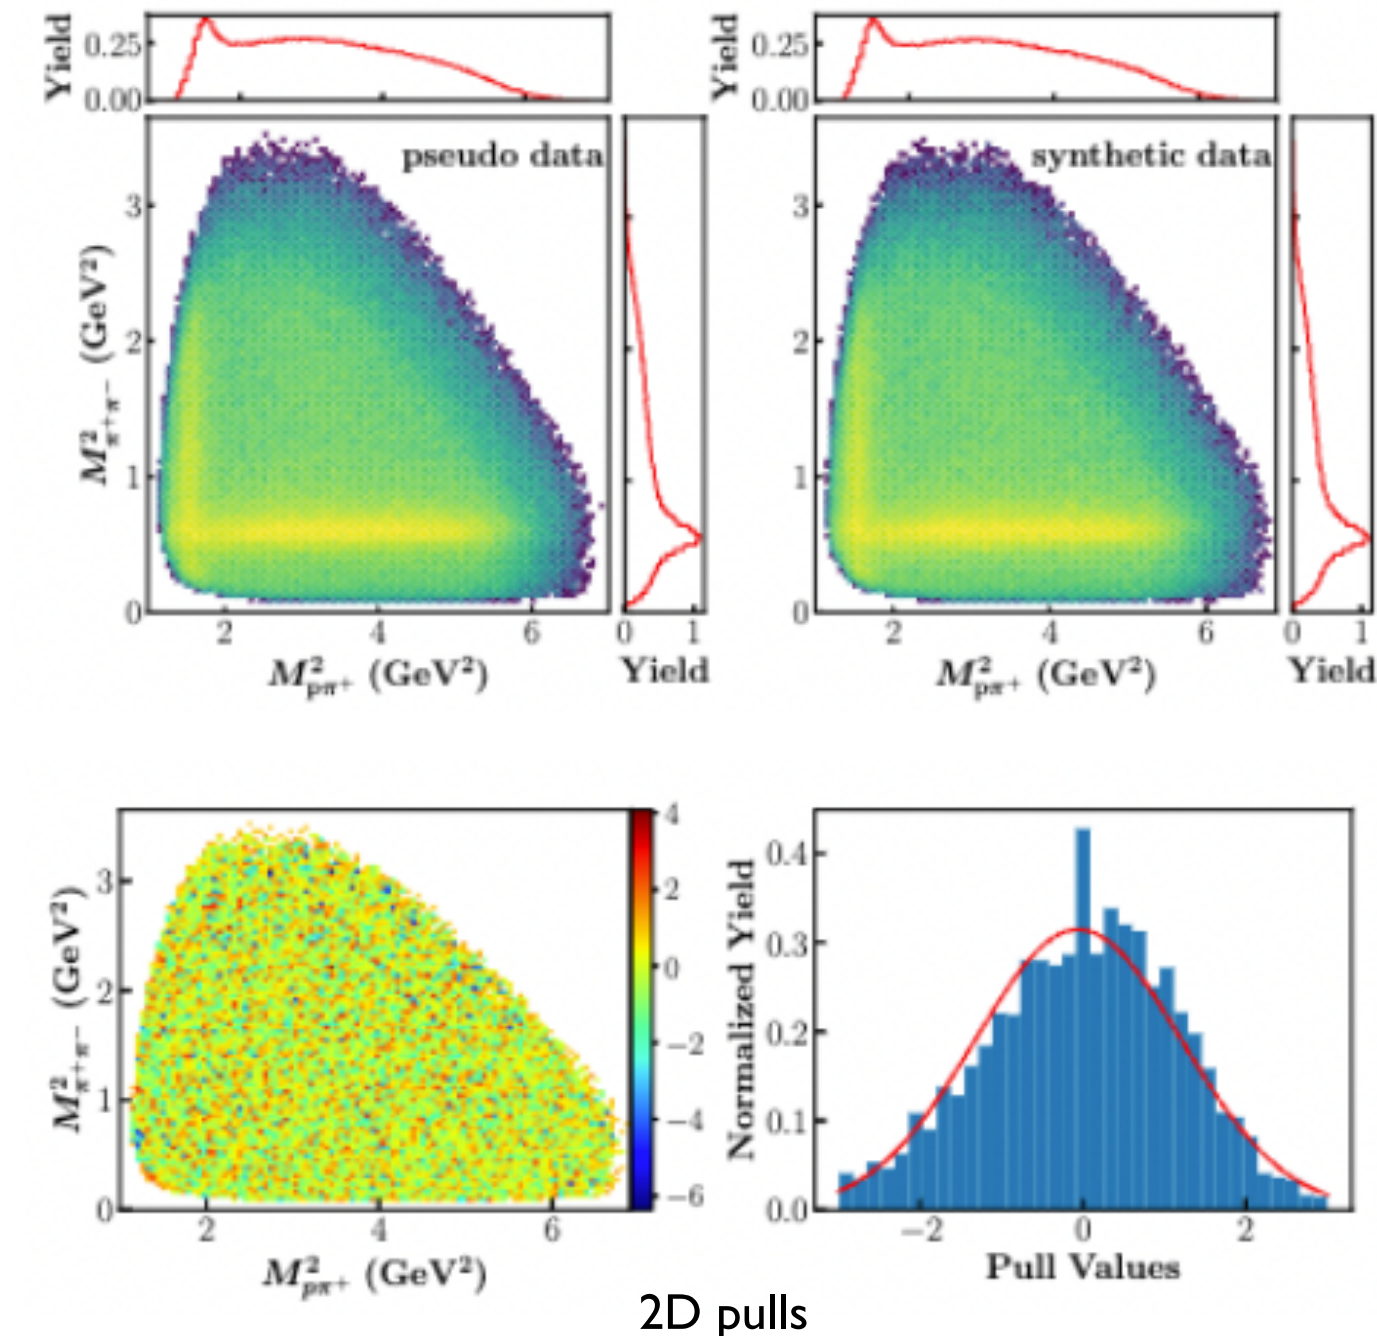 Yield
0.25
0.00
Yield
0.25
0.00
pseudo data
M²π⁺π⁻ (GeV²)
3
2
1
0
2 4 6
M²pπ⁺ (GeV²)
0 1
Yield
synthetic data
3
2
1
0
2 4 6
M²pπ⁺ (GeV²)
0 1
Yield
M²π⁺π⁻ (GeV²)
3
2
1
0
2 4 6
M²pπ⁺ (GeV²)
4
2
0
−2
−4
−6
Normalized Yield
0.4
0.3
0.2
0.1
0.0
−2 0 2
Pull Values
2D pulls